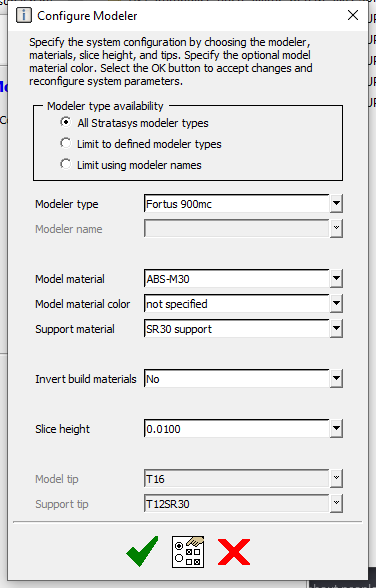 Configure Modeler
Specify the system configuration by choosing the modeler,
materials, slice height, and tips. Specify the optional model
material color. Select the OK button to accept changes and
reconfigure system parameters.
Modeler type availability
All Stratasys modeler types
Limit to defined modeler types
Limit using modeler names
Modeler type Fortus 900mc
Modeler name
Model material ABS-M30
Model material color not specified
Support material SR30 support
Invert build materials No
Slice height 0.0100
Model tip T16
Support tip T12SR30